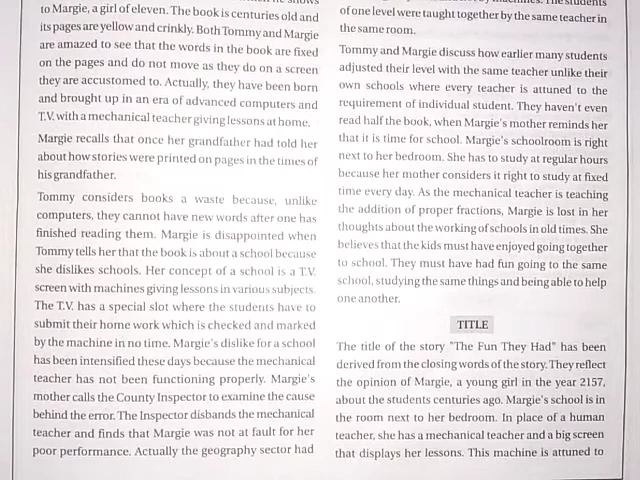 to Margie, a girl of eleven. The book is centuries old and
its pages are yellow and crinkly. Both Tommy and Margie
are amazed to see that the words in the book are fixed
on the pages and do not move as they do on a screen
they are accustomed to. Actually, they have been born
and brought up in an era of advanced computers and
T.V. with a mechanical teacher giving lessons at home.
Margie recalls that once her grandfather had told her
about how stories were printed on pages in the times of
his grandfather.
Tommy considers books a waste because, unlike
computers, they cannot have new words after one has
finished reading them. Margie is disappointed when
Tommy tells her that the book is about a school because
she dislikes schools. Her concept of a school is a T.V.
screen with machines giving lessons in various subjects.
The T.V. has a special slot where the students have to
submit their home work which is checked and marked
by the machine in no time. Margie's dislike for a school
has been intensified these days because the mechanical
teacher has not been functioning properly. Margie's
mother calls the County Inspector to examine the cause
behind the error. The Inspector disbands the mechanical
teacher and finds that Margie was not at fault for her
poor performance. Actually the geography sector had
The students
of one level were taught together by the same teacher in
the same room.
Tommy and Margie discuss how earlier many students
adjusted their level with the same teacher unlike their
own schools where every teacher is attuned to the
requirement of individual student. They haven't even
read half the book, when Margie's mother reminds her
that it is time for school. Margie's schoolroom is right
next to her bedroom. She has to study at regular hours
because her mother considers it right to study at fixed
time every day. As the mechanical teacher is teaching
the addition of proper fractions, Margie is lost in her
thoughts about the working of schools in old times. She
believes that the kids must have enjoyed going together
to school. They must have had fun going to the same
school, studying the same things and being able to help
one another.
TITLE
The title of the story "The Fun They Had" has been
derived from the closing words of the story. They reflect
the opinion of Margie, a young girl in the year 2157,
about the students centuries ago. Margie's school is in
the room next to her bedroom. In place of a human
teacher, she has a mechanical teacher and a big screen
that displays her lessons. This machine is attuned to